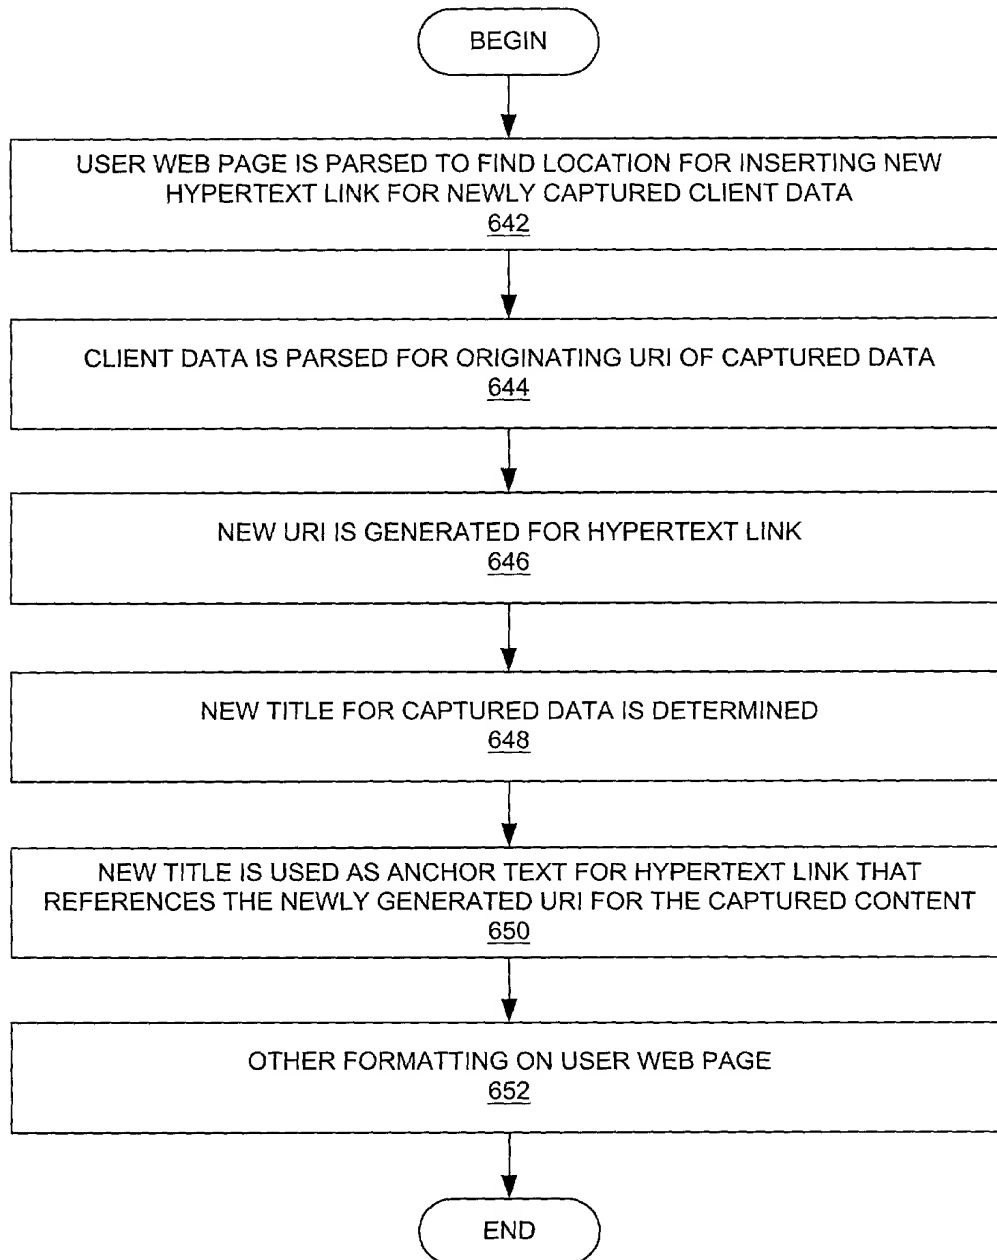 BEGIN
USER WEB PAGE IS PARSED TO FIND LOCATION FOR INSERTING NEW
HYPERTEXT LINK FOR NEWLY CAPTURED CLIENT DATA
642
CLIENT DATA IS PARSED FOR ORIGINATING URI OF CAPTURED DATA
644
NEW URI IS GENERATED FOR HYPERTEXT LINK
646
NEW TITLE FOR CAPTURED DATA IS DETERMINED
648
NEW TITLE IS USED AS ANCHOR TEXT FOR HYPERTEXT LINK THAT
REFERENCES THE NEWLY GENERATED URI FOR THE CAPTURED CONTENT
650
OTHER FORMATTING ON USER WEB PAGE
652
END